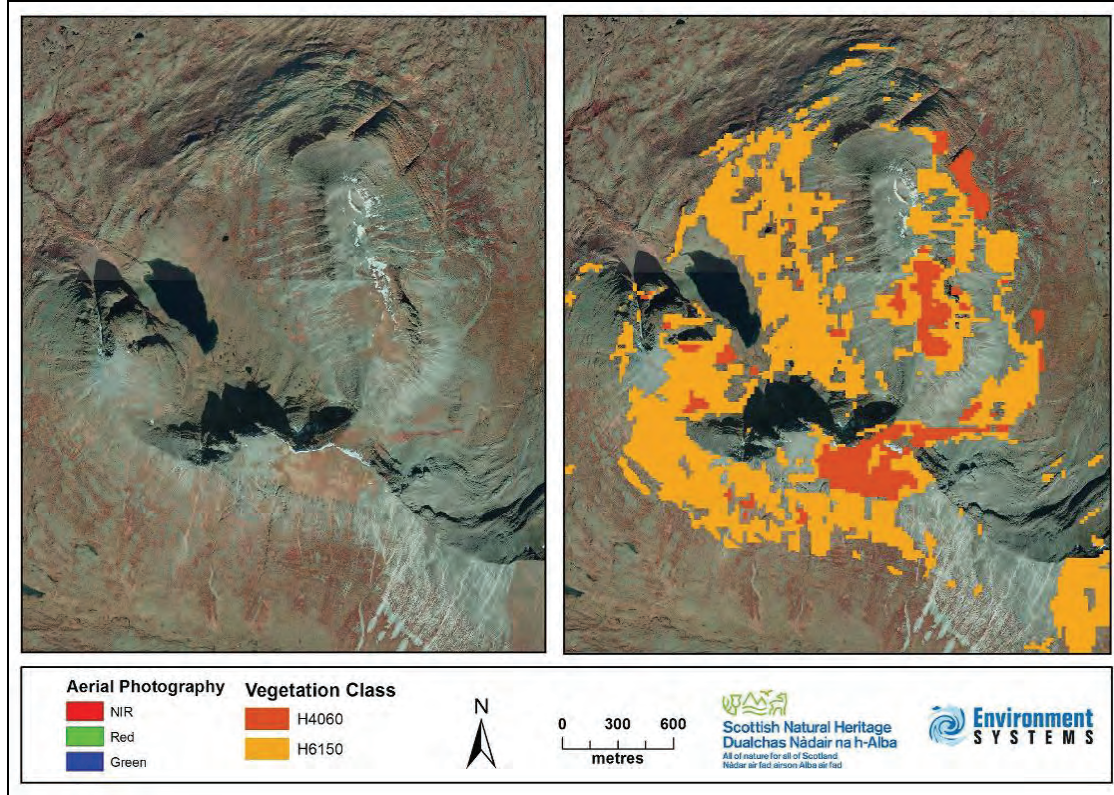 Aerial Photography
NIR
Red
Green
Vegetation Class
H4060
H6150
N
0 300 600
metres
Scottish Natural Heritage
Dualchas Nàdair na h-Alba
All of nature for all of Scotland
Nàdar air fad airson Alba air fad
Environment
SYSTEMS